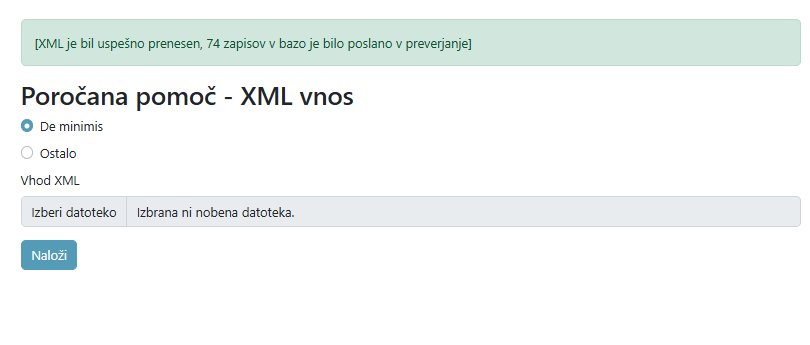 [XML je bil uspešno prenesen, 74 zapisov v bazo je bilo poslano v preverjanje]
Poročana pomoč - XML vnos
De minimis
Ostalo
Vhod XML
Izberi datoteko Izbrana ni nobena datoteka.
Naloži